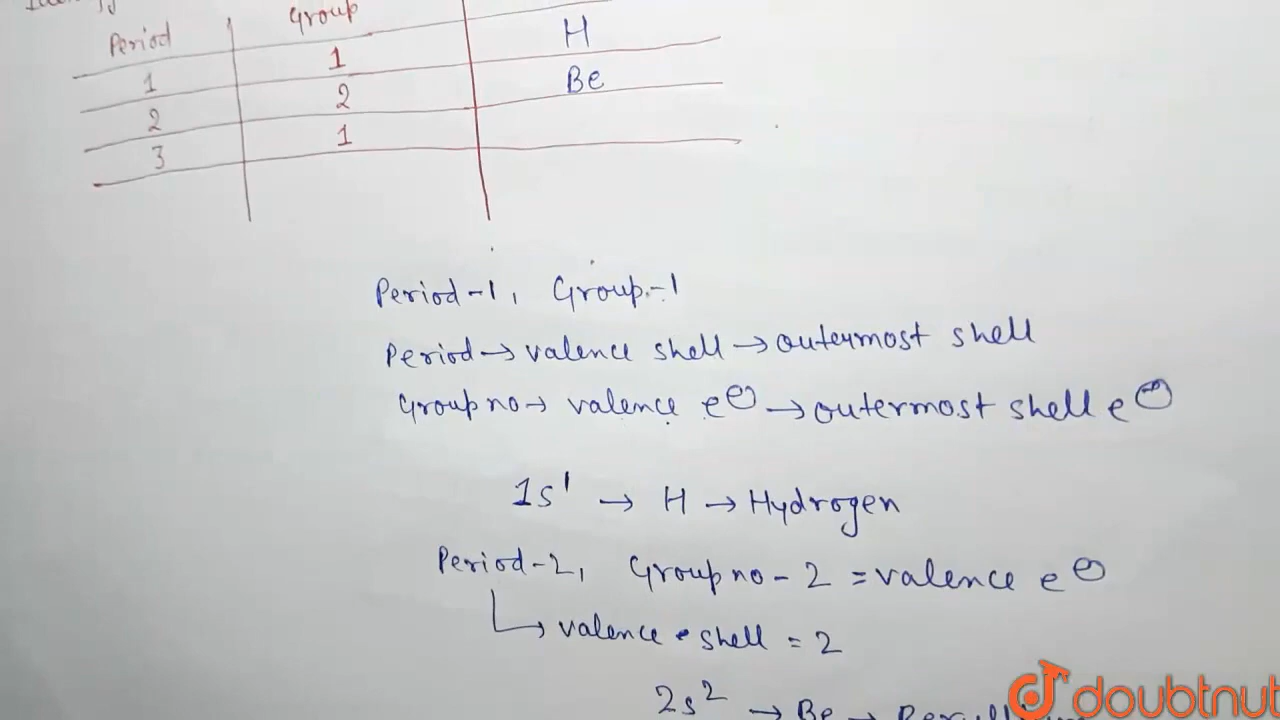 Period Group
1 1 H
2 2 Be
3 1
Period-1, Group-1
Period→ valence shell → outermost shell
Group no → valence e⊖ → outermost shell e⊖
1s¹ → H → Hydrogen
Period-2, Group no - 2 = valence e⊖
↳ valence shell = 2
2s² → Be →
doubtnut